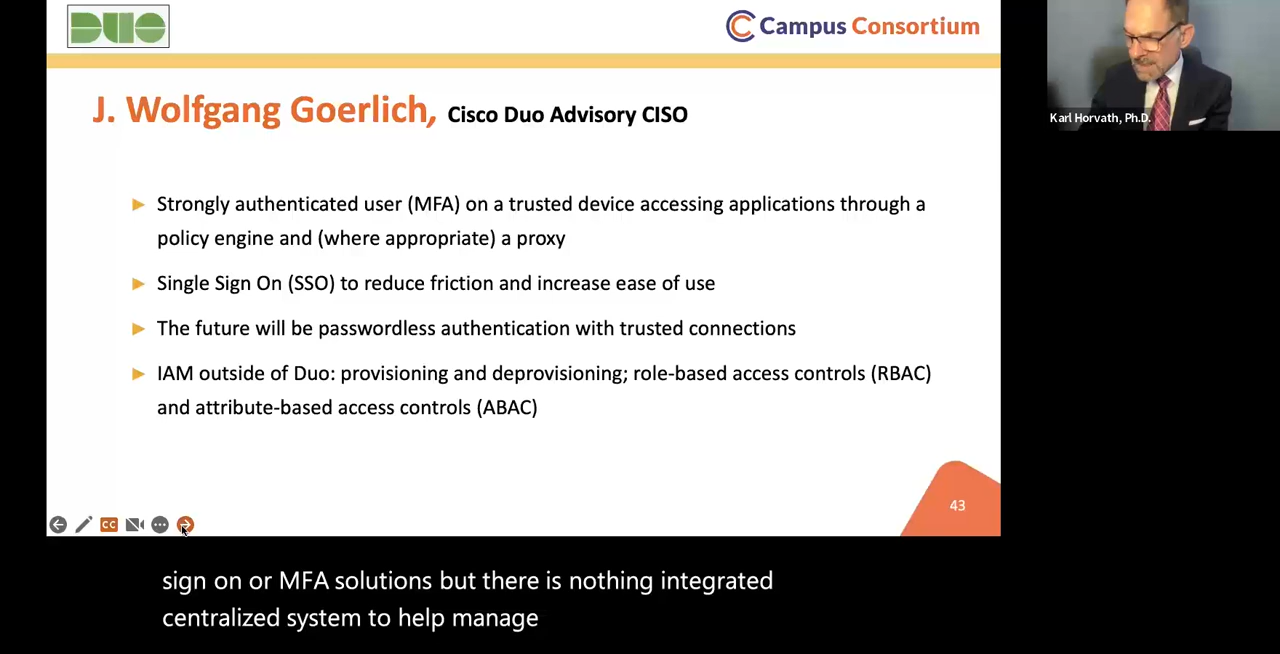 DUO
Campus Consortium
J. Wolfgang Goerlich, Cisco Duo Advisory CISO
Strongly authenticated user (MFA) on a trusted device accessing applications through a
policy engine and (where appropriate) a proxy
Single Sign On (SSO) to reduce friction and increase ease of use
The future will be passwordless authentication with trusted connections
IAM outside of Duo: provisioning and deprovisioning; role-based access controls (RBAC)
and attribute-based access controls (ABAC)
43
CC
Karl Horvath, Ph.D.
sign on or MFA solutions but there is nothing integrated
centralized system to help manage